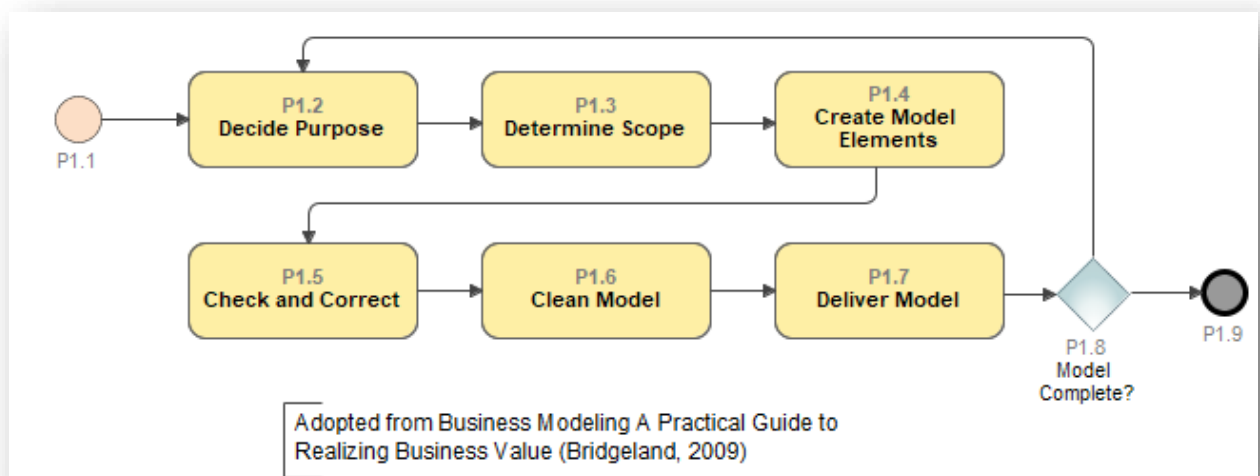 P1.1
P1.2
Decide Purpose
P1.3
Determine Scope
P1.4
Create Model
Elements
P1.5
Check and Correct
P1.6
Clean Model
P1.7
Deliver Model
P1.8
Model
Complete?
P1.9
Adopted from Business Modeling A Practical Guide to
Realizing Business Value (Bridgeland, 2009)